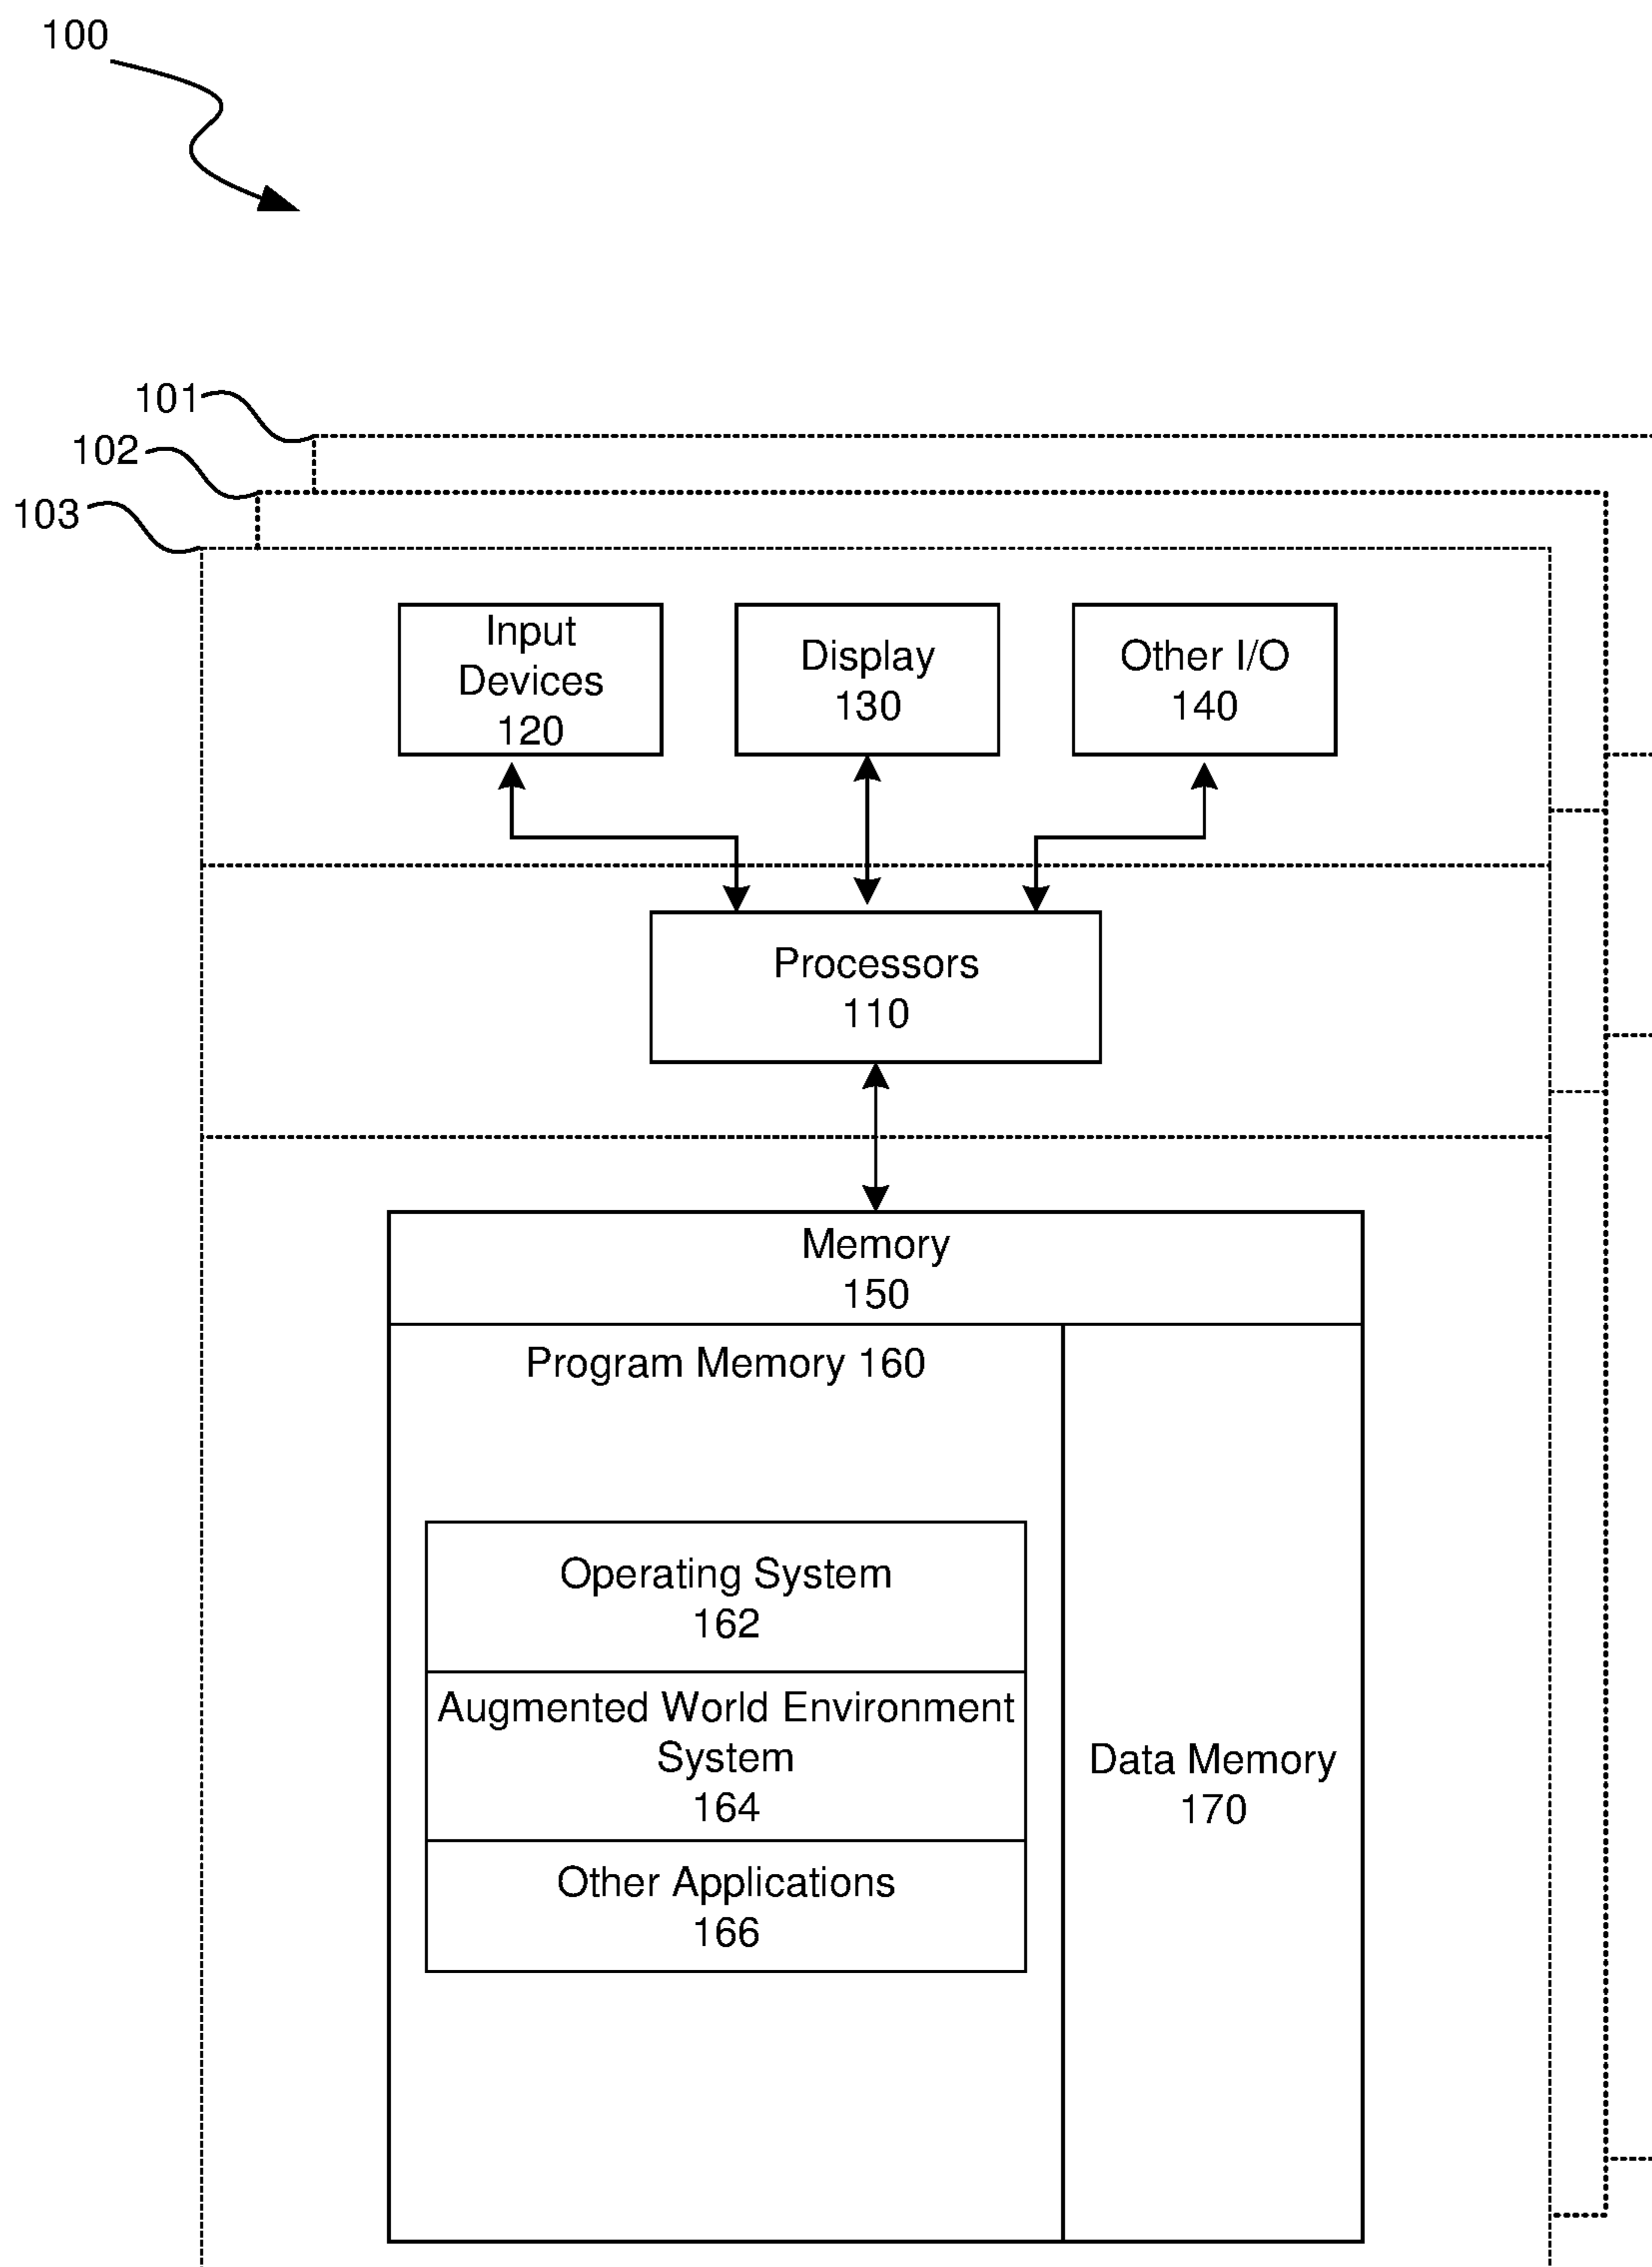 100
101
102
103
Input
Devices
120
Display
130
Other I/O
140
Processors
110
Memory
150
Program Memory 160
Operating System
162
Augmented World Environment
System
164
Other Applications
166
Data Memory
170